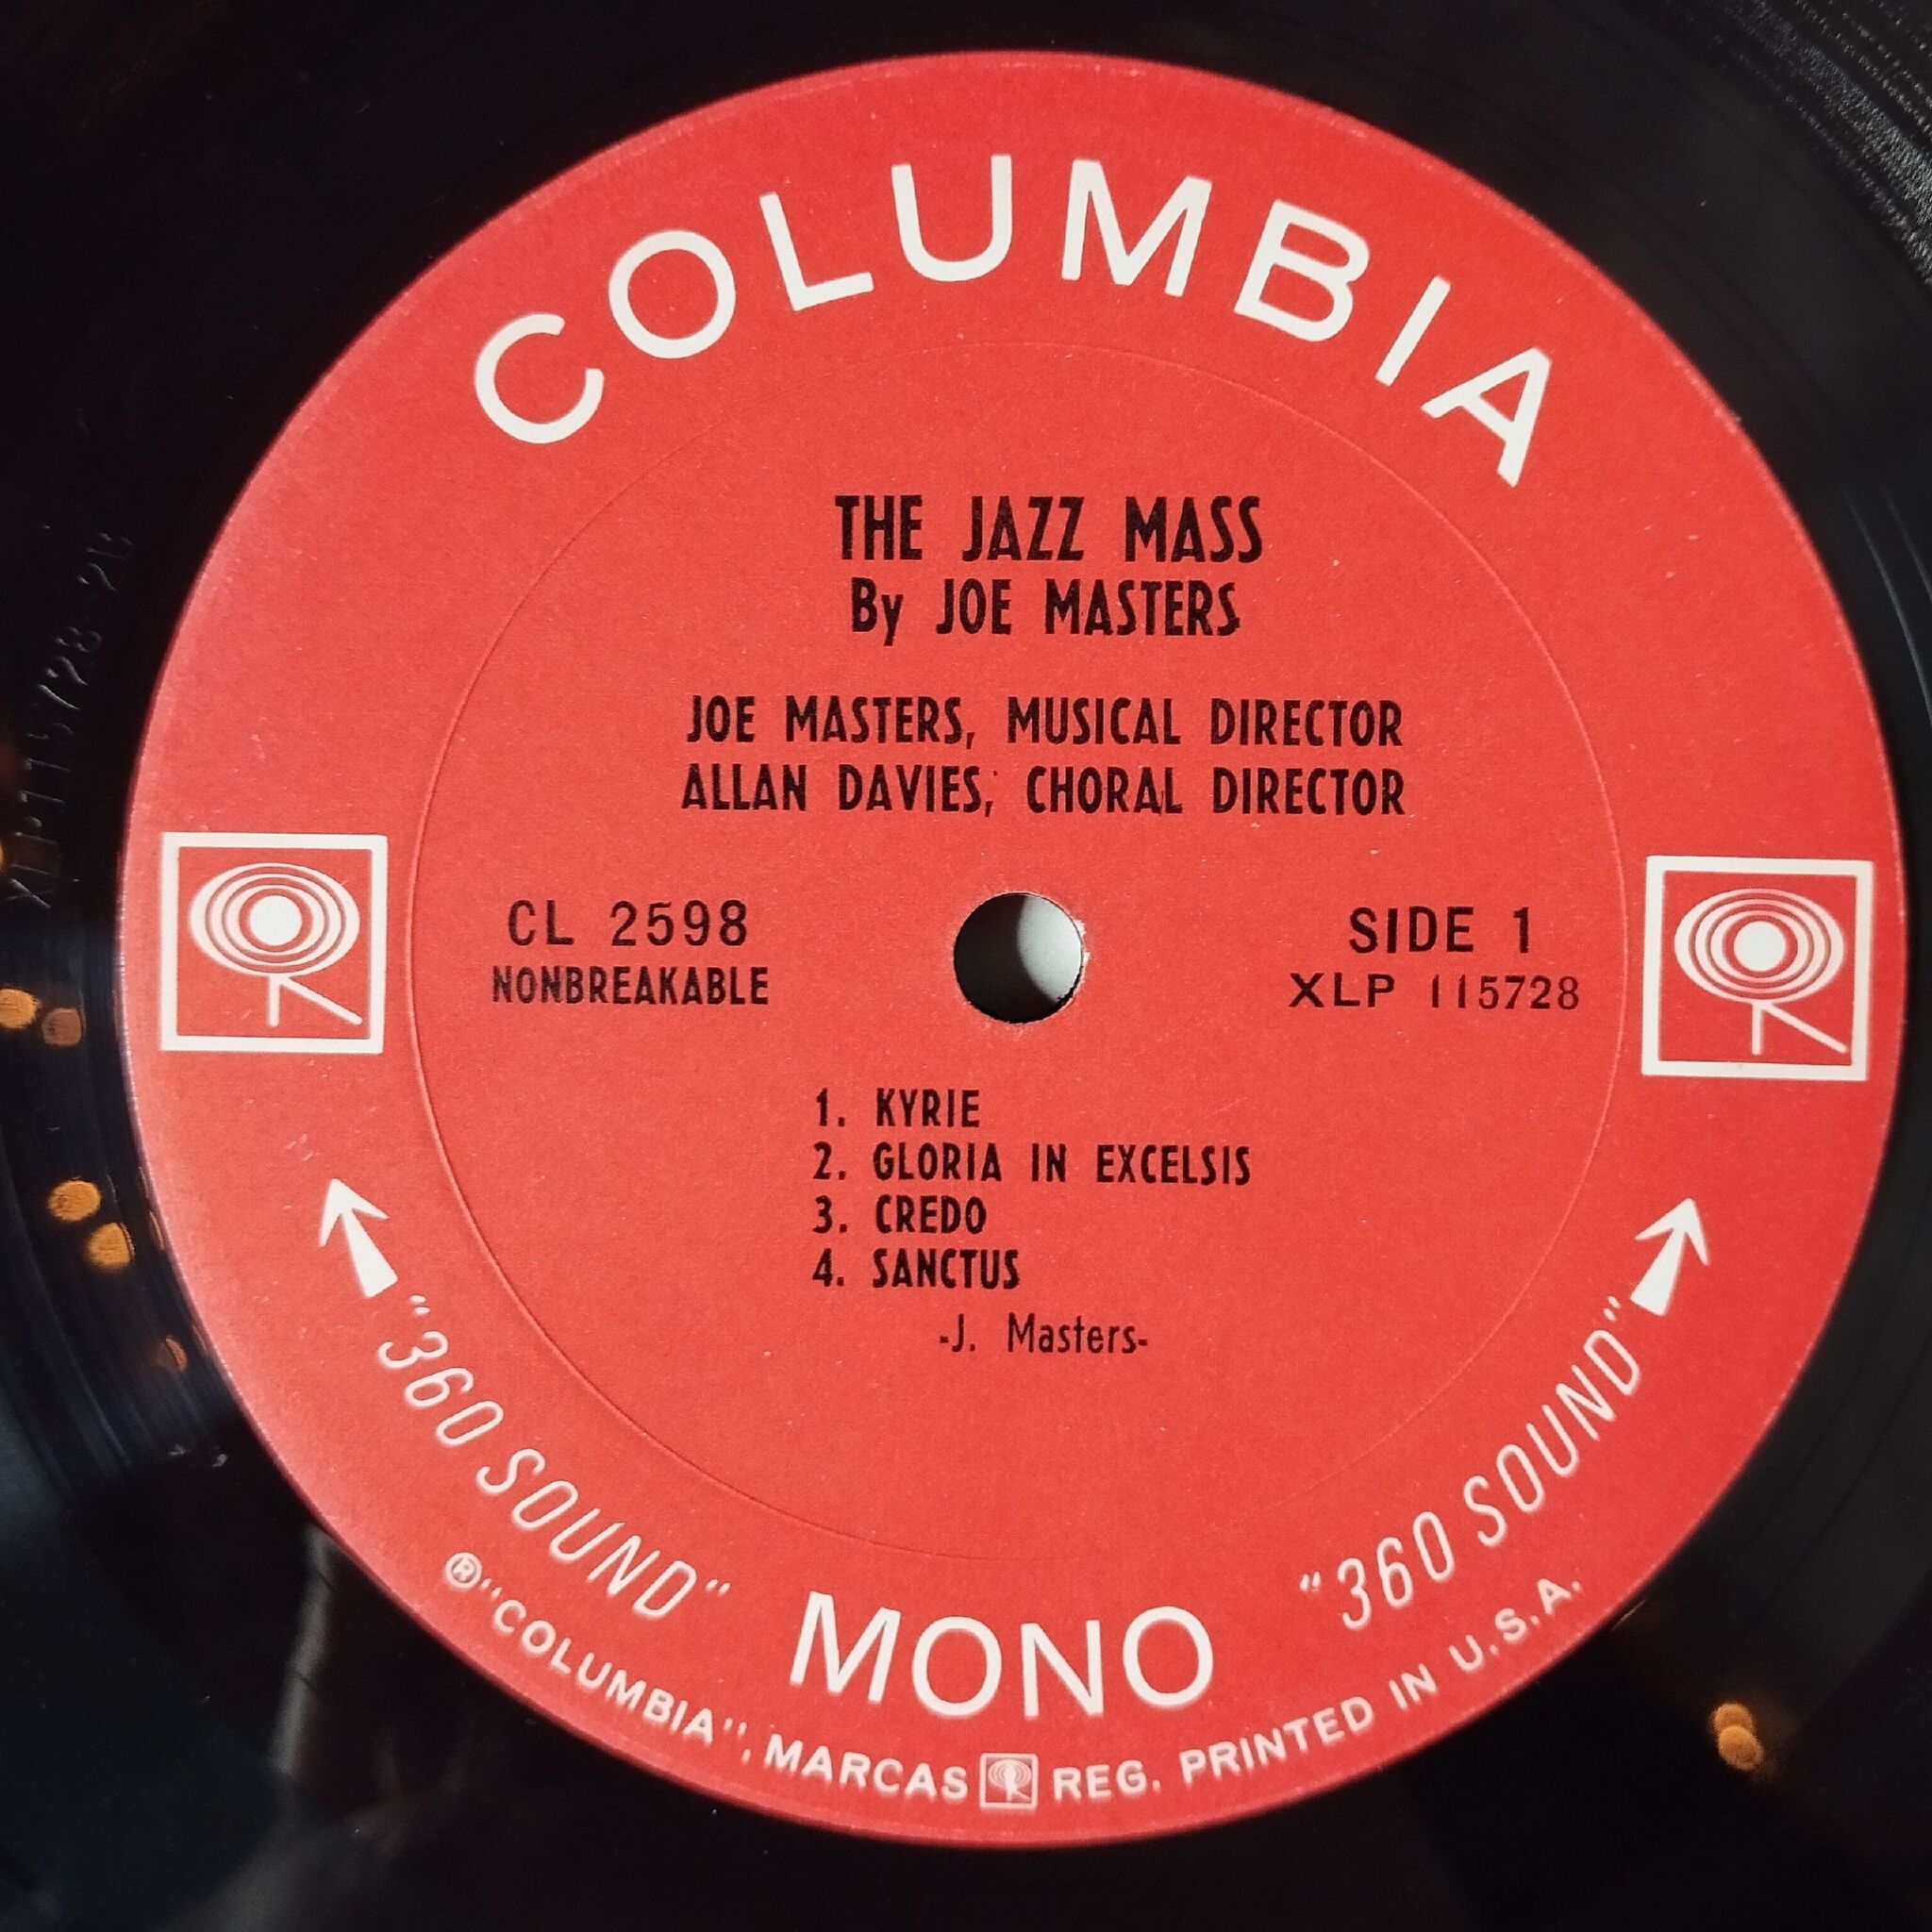 COLUMBIA
THE JAZZ MASS
By JOE MASTERS
JOE MASTERS, MUSICAL DIRECTOR
ALLAN DAVIES, CHORAL DIRECTOR
CL 2598
NONBREAKABLE
SIDE 1
XLP 115728
1. KYRIE
2. GLORIA IN EXCELSIS
3. CREDO
4. SANCTUS
-J. Masters-
"360 SOUND"
MONO
"360 SOUND"
®"COLUMBIA", MARCAS REG. PRINTED IN U.S.A.